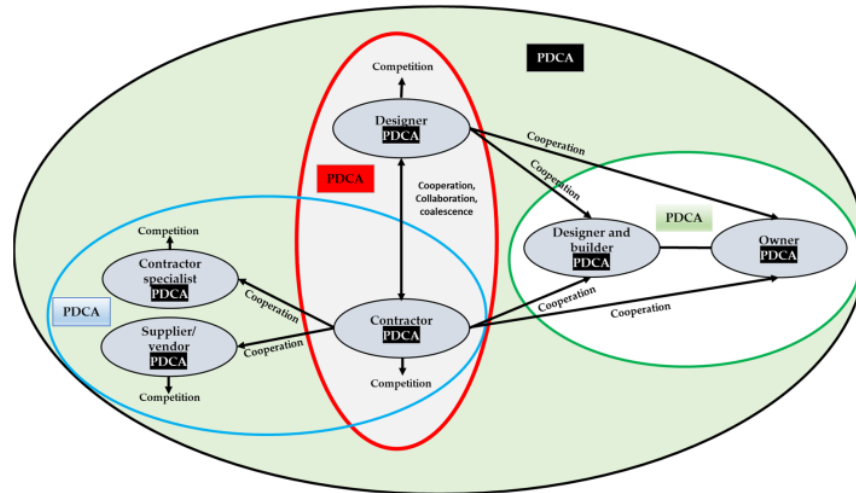 PDCA
Competition
Designer
PDCA
Cooperation
PDCA
Cooperation,
Collaboration,
coalescence
Cooperation
PDCA
Competition
Designer and
builder
PDCA
Owner
PDCA
Contractor
specialist
PDCA
Cooperation
PDCA
Cooperation
Cooperation
Supplier/
vendor
PDCA
Cooperation
Contractor
PDCA
Competition
Competition